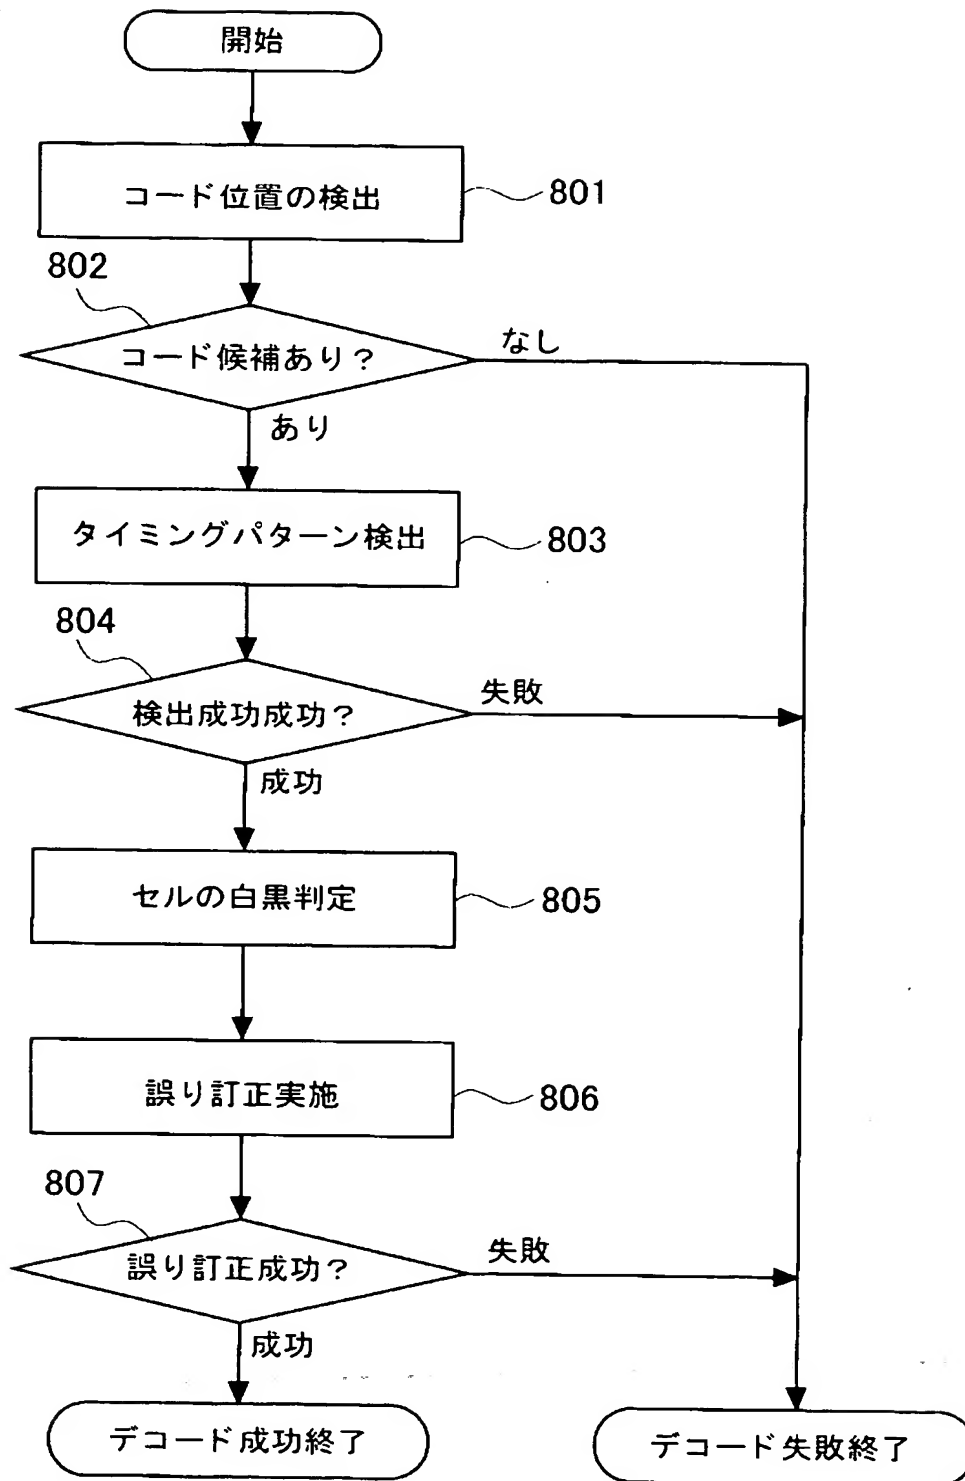 開始
コード位置の検出
801
802
コード候補あり？
なし
あり
タイミングパターン検出
803
804
検出成功成功？
失敗
成功
セルの白黒判定
805
誤り訂正実施
806
807
誤り訂正成功？
失敗
成功
デコード成功終了
デコード失敗終了